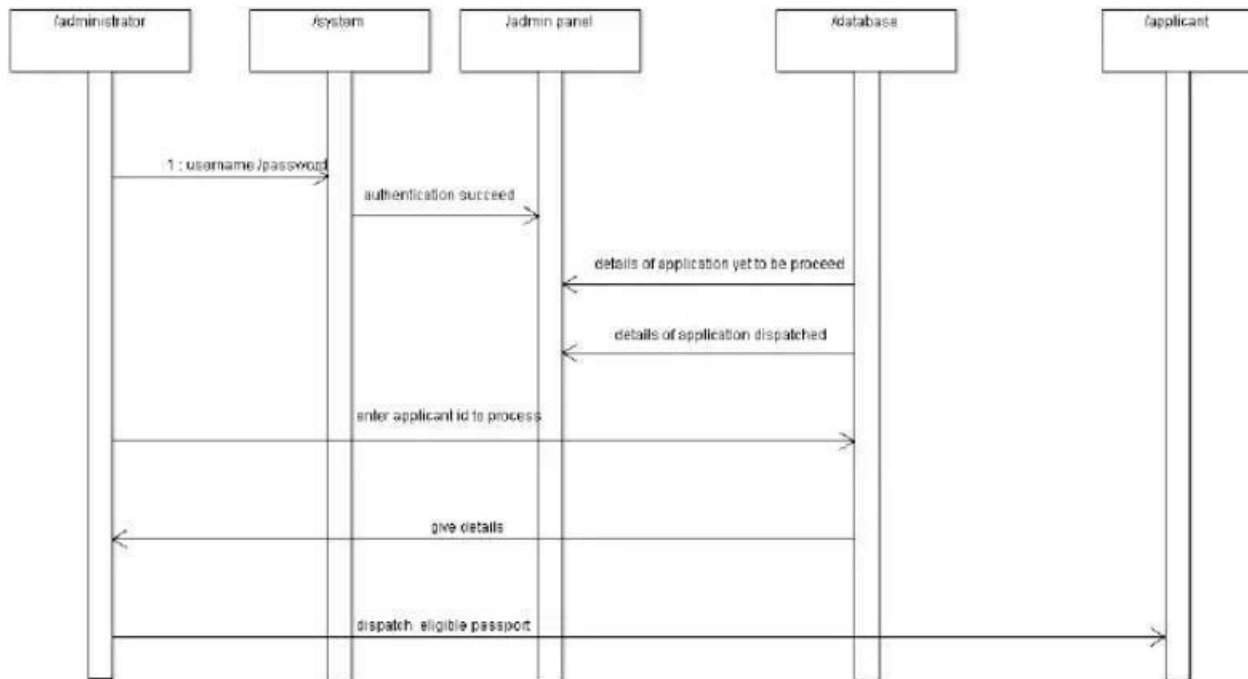 /administrator
/system
/admin panel
/database
/applicant
1 : username /password
authentication succeed
details of application yet to be proceed
details of application dispatched
enter applicant id to process
give details
dispatch eligible passport